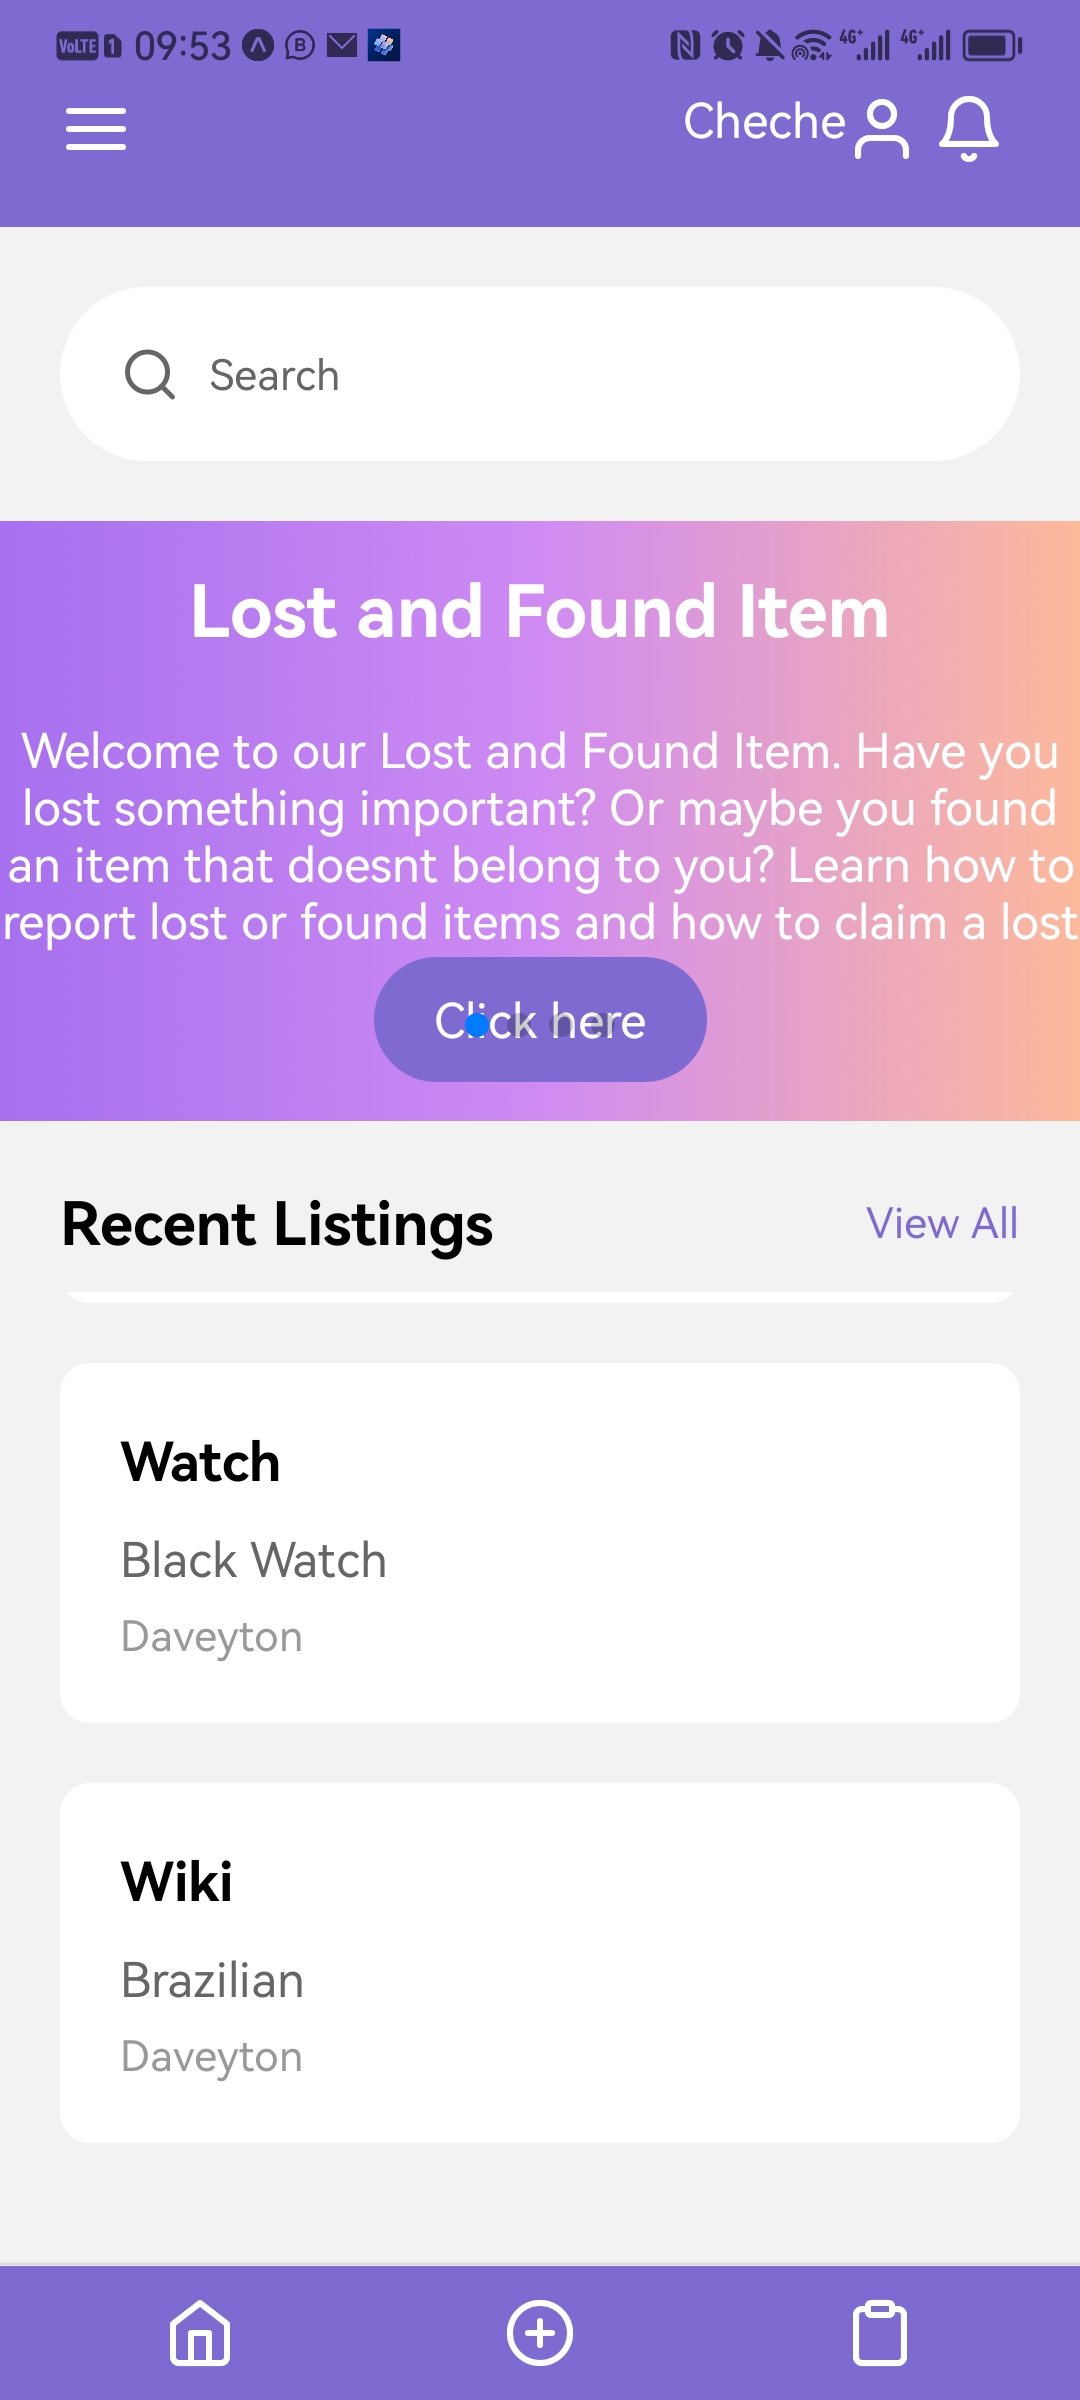 VoLTE 1 09:53 B 4G+ 4G+
Cheche
Search
Lost and Found Item
Welcome to our Lost and Found Item. Have you
lost something important? Or maybe you found
an item that doesnt belong to you? Learn how to
report lost or found items and how to claim a lost
Click here
Recent Listings
View All
Watch
Black Watch
Daveyton
Wiki
Brazilian
Daveyton